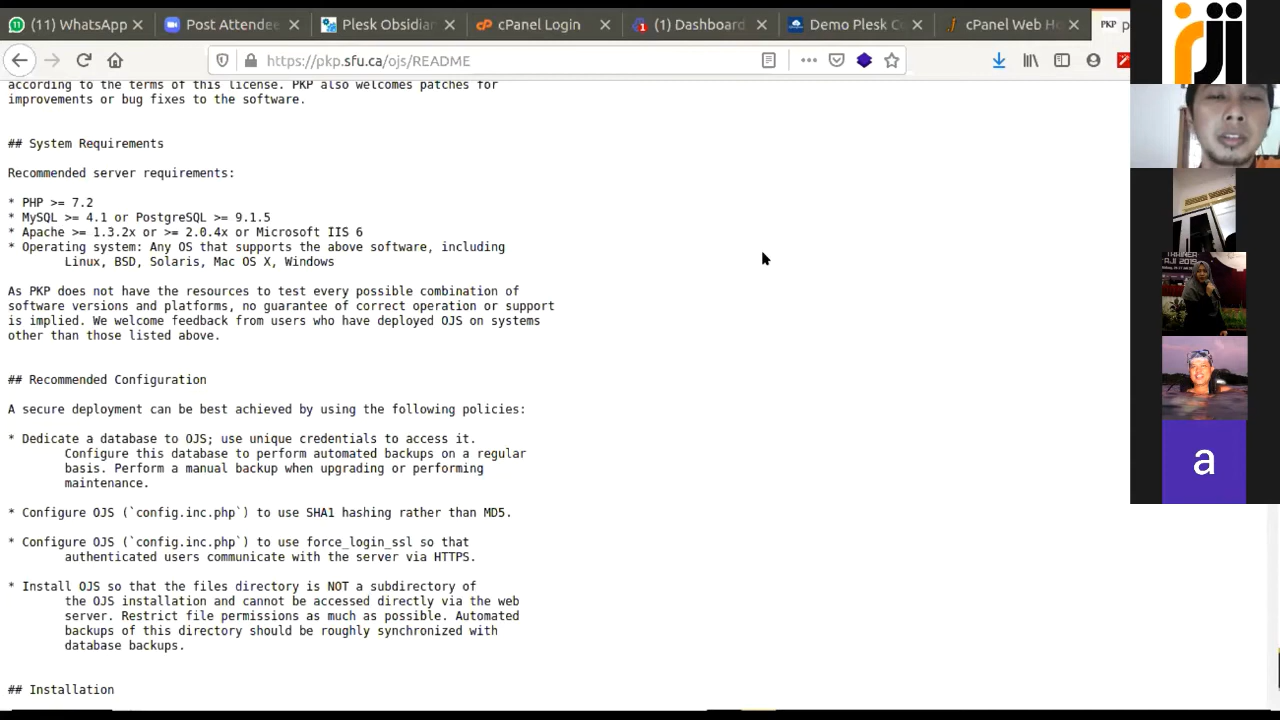 (11) WhatsApp
Post Attendee
Plesk Obsidian
cPanel Login
(1) Dashboard
Demo Plesk C
cPanel Web Ho
PKP
https://pkp.sfu.ca/ojs/README
rji
according to the terms of this license. PKP also welcomes patches for
improvements or bug fixes to the software.
## System Requirements
Recommended server requirements:
* PHP >= 7.2
* MySQL >= 4.1 or PostgreSQL >= 9.1.5
* Apache >= 1.3.2x or >= 2.0.4x or Microsoft IIS 6
* Operating system: Any OS that supports the above software, including
Linux, BSD, Solaris, Mac OS X, Windows
As PKP does not have the resources to test every possible combination of
software versions and platforms, no guarantee of correct operation or support
is implied. We welcome feedback from users who have deployed OJS on systems
other than those listed above.
## Recommended Configuration
A secure deployment can be best achieved by using the following policies:
* Dedicate a database to OJS; use unique credentials to access it.
Configure this database to perform automated backups on a regular
basis. Perform a manual backup when upgrading or performing
maintenance.
* Configure OJS (`config.inc.php`) to use SHA1 hashing rather than MD5.
* Configure OJS (`config.inc.php`) to use force_login_ssl so that
authenticated users communicate with the server via HTTPS.
* Install OJS so that the files directory is NOT a subdirectory of
the OJS installation and cannot be accessed directly via the web
server. Restrict file permissions as much as possible. Automated
backups of this directory should be roughly synchronized with
database backups.
## Installation
a